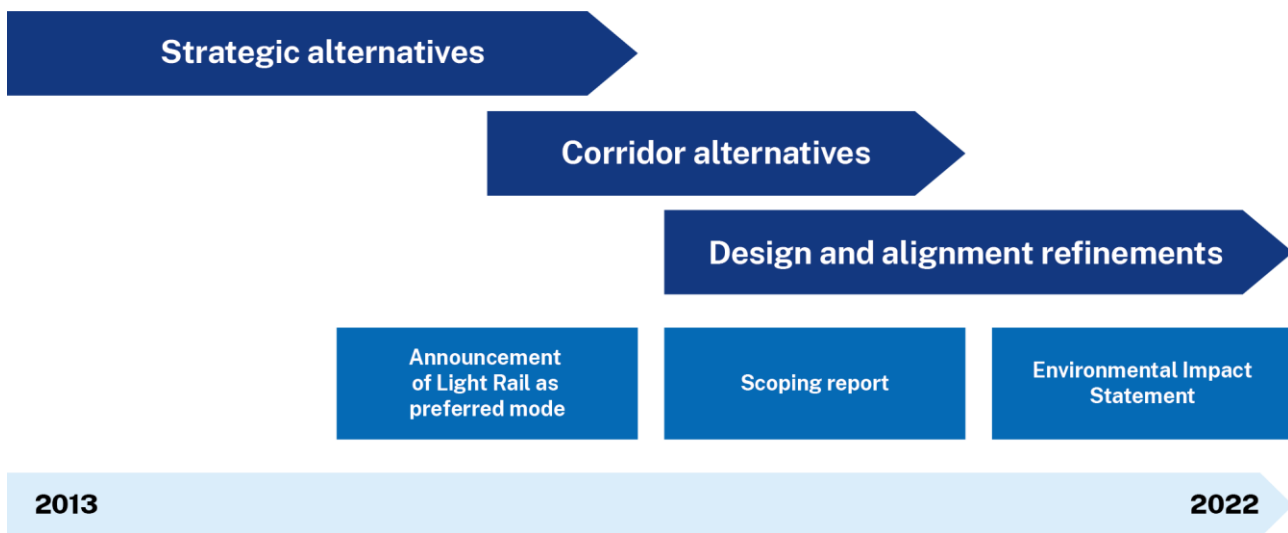 Strategic alternatives
Corridor alternatives
Design and alignment refinements
Announcement
of Light Rail as
preferred mode
Scoping report
Environmental Impact
Statement
2013
2022